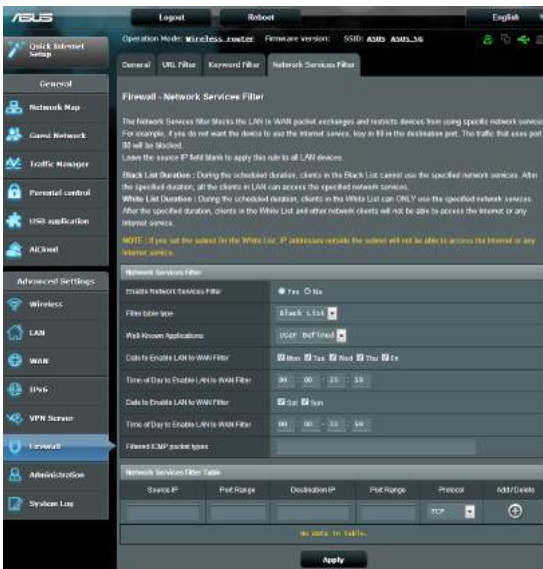 ASUS
Logout
Reboot
English
Quick Internet Setup
Operation Mode: Wireless router Firmware Version: SSID: ASUS ASUS_5G
General URL Filter Keyword Filter Network Services Filter
General
Network Map
Guest Network
Traffic Manager
Parental control
USB application
AiCloud
Advanced Settings
Wireless
LAN
WAN
IPv6
VPN Server
Firewall
Administration
System Log
Firewall - Network Services Filter
The Network Services filter blocks the LAN to WAN packet exchanges and restricts devices from using specific network services.
For example, if you do not want the device to use the Internet service, key in 80 in the destination port. The traffic that uses port
80 will be blocked.
Leave the source IP field blank to apply this rule to all LAN devices.
Black List Duration : During the scheduled duration, clients in the Black List cannot use the specified network services. After
the specified duration, all the clients in LAN can access the specified network services.
White List Duration : During the scheduled duration, clients in the White List can ONLY use the specified network services.
After the specified duration, clients in the White List and other network clients will not be able to access the Internet or any
Internet service.
NOTE : If you set the subnet for the White List, IP addresses outside the subnet will not be able to access the Internet or any
Internet service.
Network Services Filter
Enable Network Services Filter Yes No
Filter table type Black List
Well-Known Applications User Defined
Date to Enable LAN to WAN Filter Mon Tue Wed Thu Fri
Time of Day to Enable LAN to WAN Filter 00 : 00 - 23 : 59
Date to Enable LAN to WAN Filter Sat Sun
Time of Day to Enable LAN to WAN Filter 00 : 00 - 23 : 59
Filtered ICMP packet types
Network Services Filter Table
Source IP Port Range Destination IP Port Range Protocol Add / Delete
TCP
No data in table.
Apply